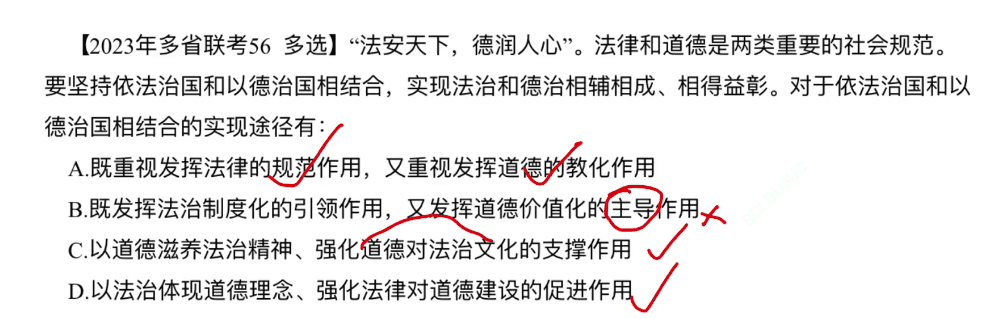 【2023年多省联考56 多选】“法安天下，德润人心”。法律和道德是两类重要的社会规范。
要坚持依法治国和以德治国相结合，实现法治和德治相辅相成、相得益彰。对于依法治国和以
德治国相结合的实现途径有：
A.既重视发挥法律的规范作用，又重视发挥道德的教化作用
B.既发挥法治制度化的引领作用，又发挥道德价值化的主导作用
C.以道德滋养法治精神、强化道德对法治文化的支撑作用
D.以法治体现道德理念、强化法律对道德建设的促进作用